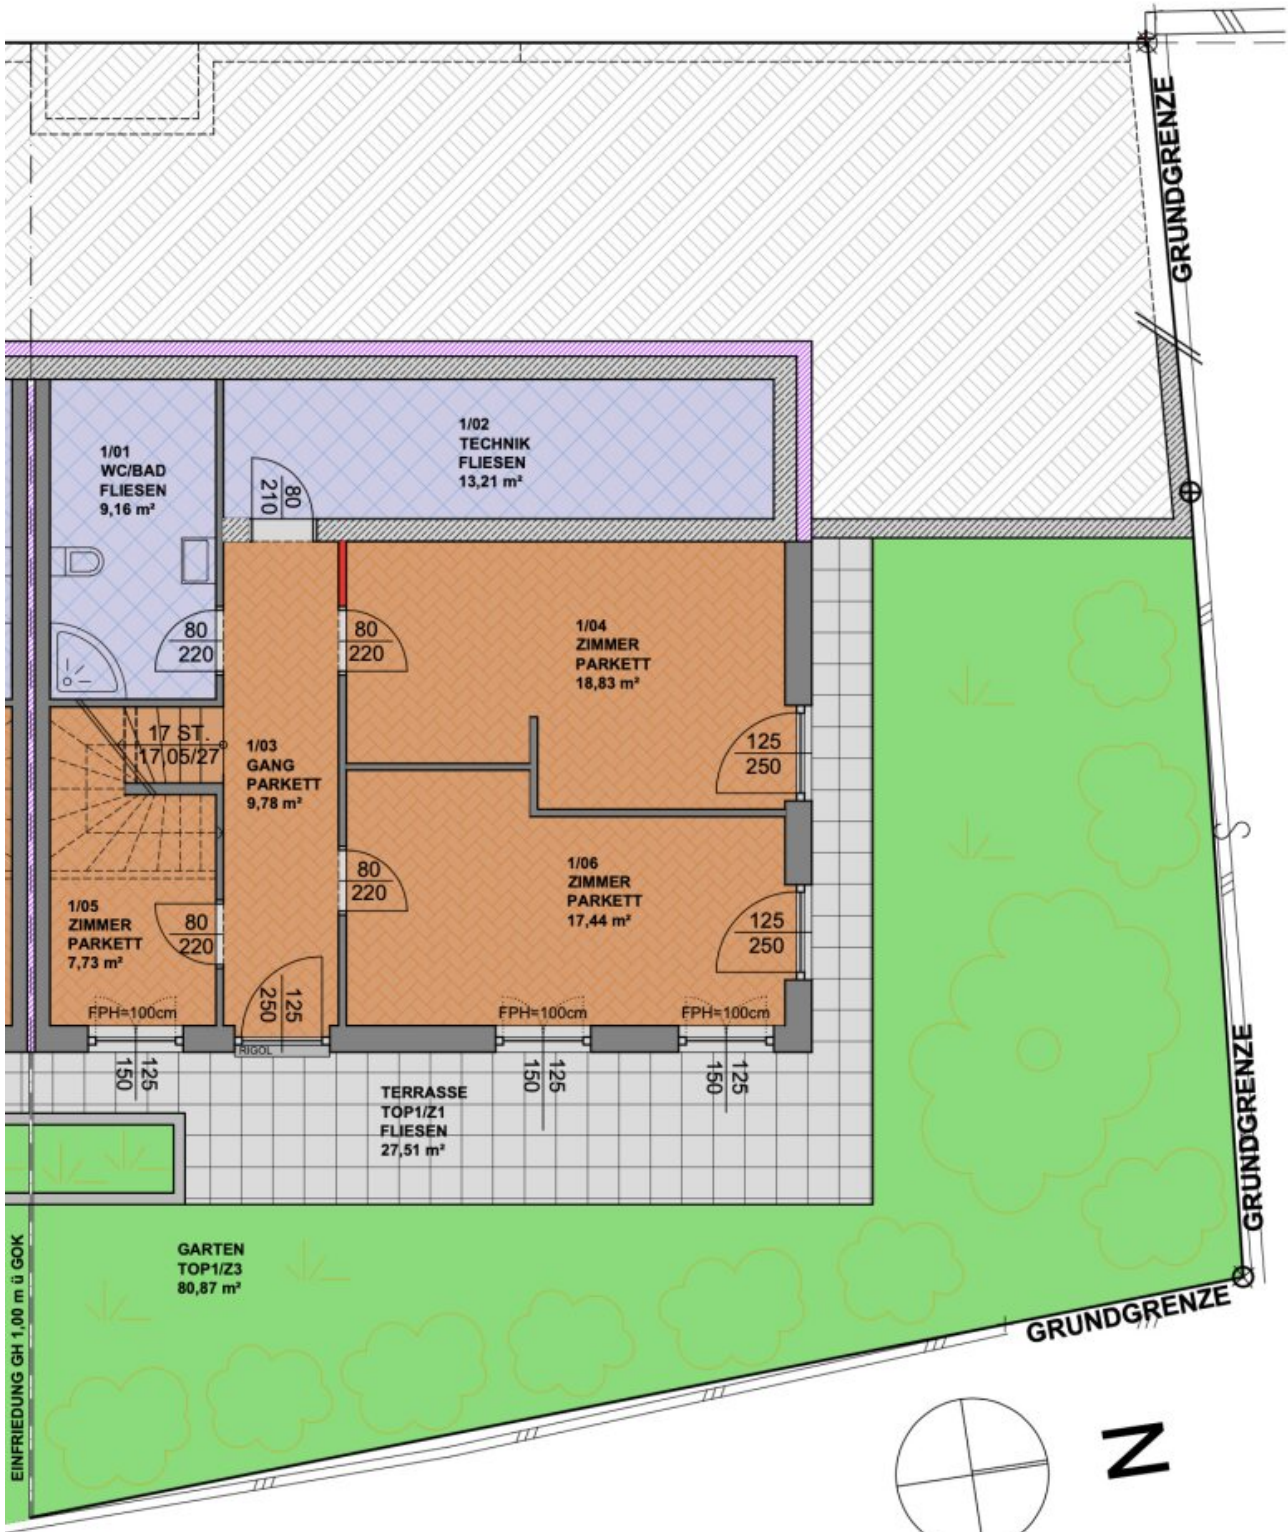 GRUNDGRENZE
1/01
WC/BAD
FLIESEN
9,16 m²
1/02
TECHNIK
FLIESEN
13,21 m²
80
210
80
220
80
220
1/04
ZIMMER
PARKETT
18,83 m²
17 ST.
17,05/27
1/03
GANG
PARKETT
9,78 m²
125
250
80
220
1/06
ZIMMER
PARKETT
17,44 m²
1/05
ZIMMER
PARKETT
7,73 m²
80
220
125
250
125
250
FPH=100cm
FPH=100cm
FPH=100cm
RIGOL
125
150
125
150
125
150
TERRASSE
TOP1/Z1
FLIESEN
27,51 m²
GRUNDGRENZE
GARTEN
TOP1/Z3
80,87 m²
EINFRIEDUNG GH 1,00 m ü GOK
GRUNDGRENZE
N